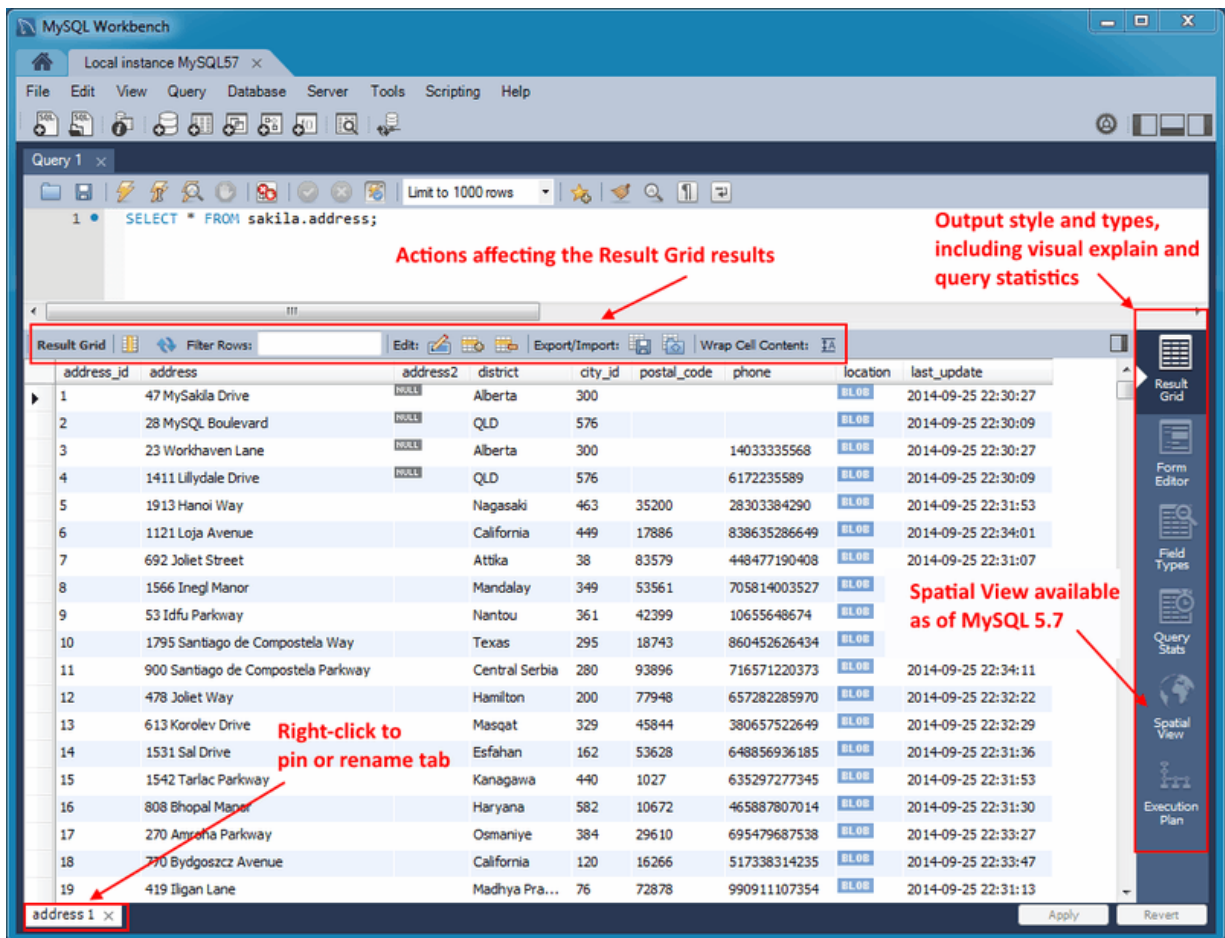 MySQL Workbench
Local instance MySQL57
File Edit View Query Database Server Tools Scripting Help
Query 1
Limit to 1000 rows
1 SELECT * FROM sakila.address;
Actions affecting the Result Grid results
Output style and types,
including visual explain and
query statistics
Result Grid Filter Rows: Edit: Export/Import: Wrap Cell Content:
address_id address address2 district city_id postal_code phone location last_update
1 47 MySakila Drive NULL Alberta 300 BLOB 2014-09-25 22:30:27
2 28 MySQL Boulevard NULL QLD 576 BLOB 2014-09-25 22:30:09
3 23 Workhaven Lane NULL Alberta 300 14033335568 BLOB 2014-09-25 22:30:27
4 1411 Lillydale Drive NULL QLD 576 6172235589 BLOB 2014-09-25 22:30:09
5 1913 Hanoi Way Nagasaki 463 35200 28303384290 BLOB 2014-09-25 22:31:53
6 1121 Loja Avenue California 449 17886 838635286649 BLOB 2014-09-25 22:34:01
7 692 Joliet Street Attika 38 83579 448477190408 BLOB 2014-09-25 22:31:07
8 1566 Inegl Manor Mandalay 349 53561 705814003527 BLOB
9 53 Idfu Parkway Nantou 361 42399 10655648674 BLOB
10 1795 Santiago de Compostela Way Texas 295 18743 860452626434 BLOB
11 900 Santiago de Compostela Parkway Central Serbia 280 93896 716571220373 BLOB 2014-09-25 22:34:11
12 478 Joliet Way Hamilton 200 77948 657282285970 BLOB 2014-09-25 22:32:22
13 613 Korolev Drive Masqat 329 45844 380657522649 BLOB 2014-09-25 22:32:29
14 1531 Sal Drive Esfahan 162 53628 648856936185 BLOB 2014-09-25 22:31:36
15 1542 Tarlac Parkway Kanagawa 440 1027 635297277345 BLOB 2014-09-25 22:31:53
16 808 Bhopal Manor Haryana 582 10672 465887807014 BLOB 2014-09-25 22:31:30
17 270 Amroha Parkway Osmaniye 384 29610 695479687538 BLOB 2014-09-25 22:33:27
18 770 Bydgoszcz Avenue California 120 16266 517338314235 BLOB 2014-09-25 22:33:47
19 419 Iligan Lane Madhya Pra... 76 72878 990911107354 BLOB 2014-09-25 22:31:13
Spatial View available
as of MySQL 5.7
Right-click to
pin or rename tab
Result
Grid
Form
Editor
Field
Types
Query
Stats
Spatial
View
Execution
Plan
address 1
Apply Revert